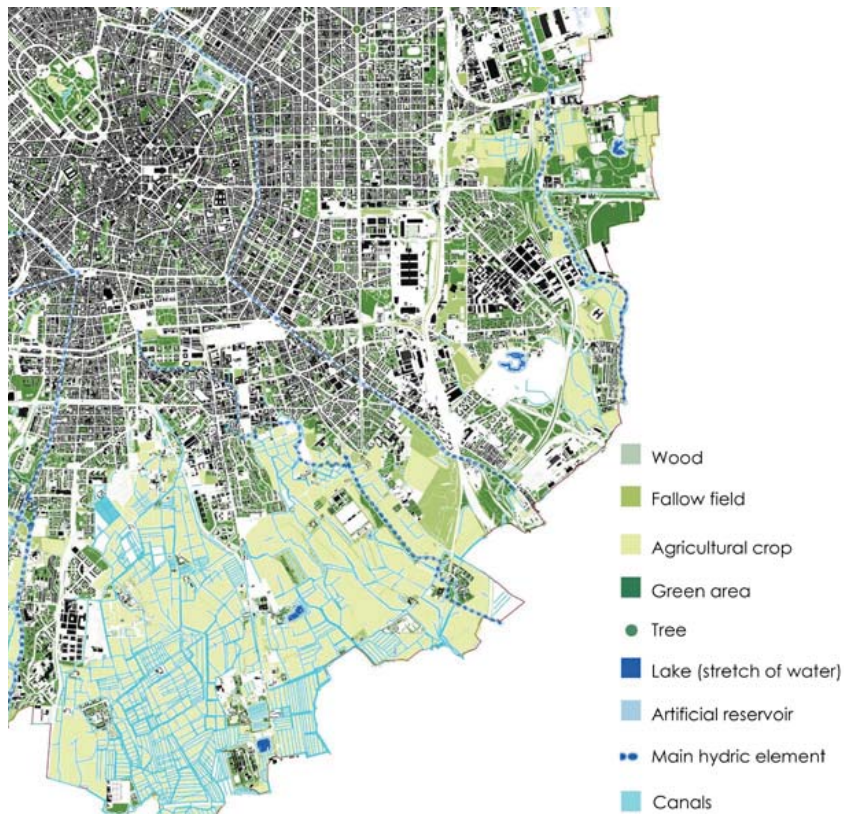 H
Wood
Fallow field
Agricultural crop
Green area
Tree
Lake (stretch of water)
Artificial reservoir
Main hydric element
Canals